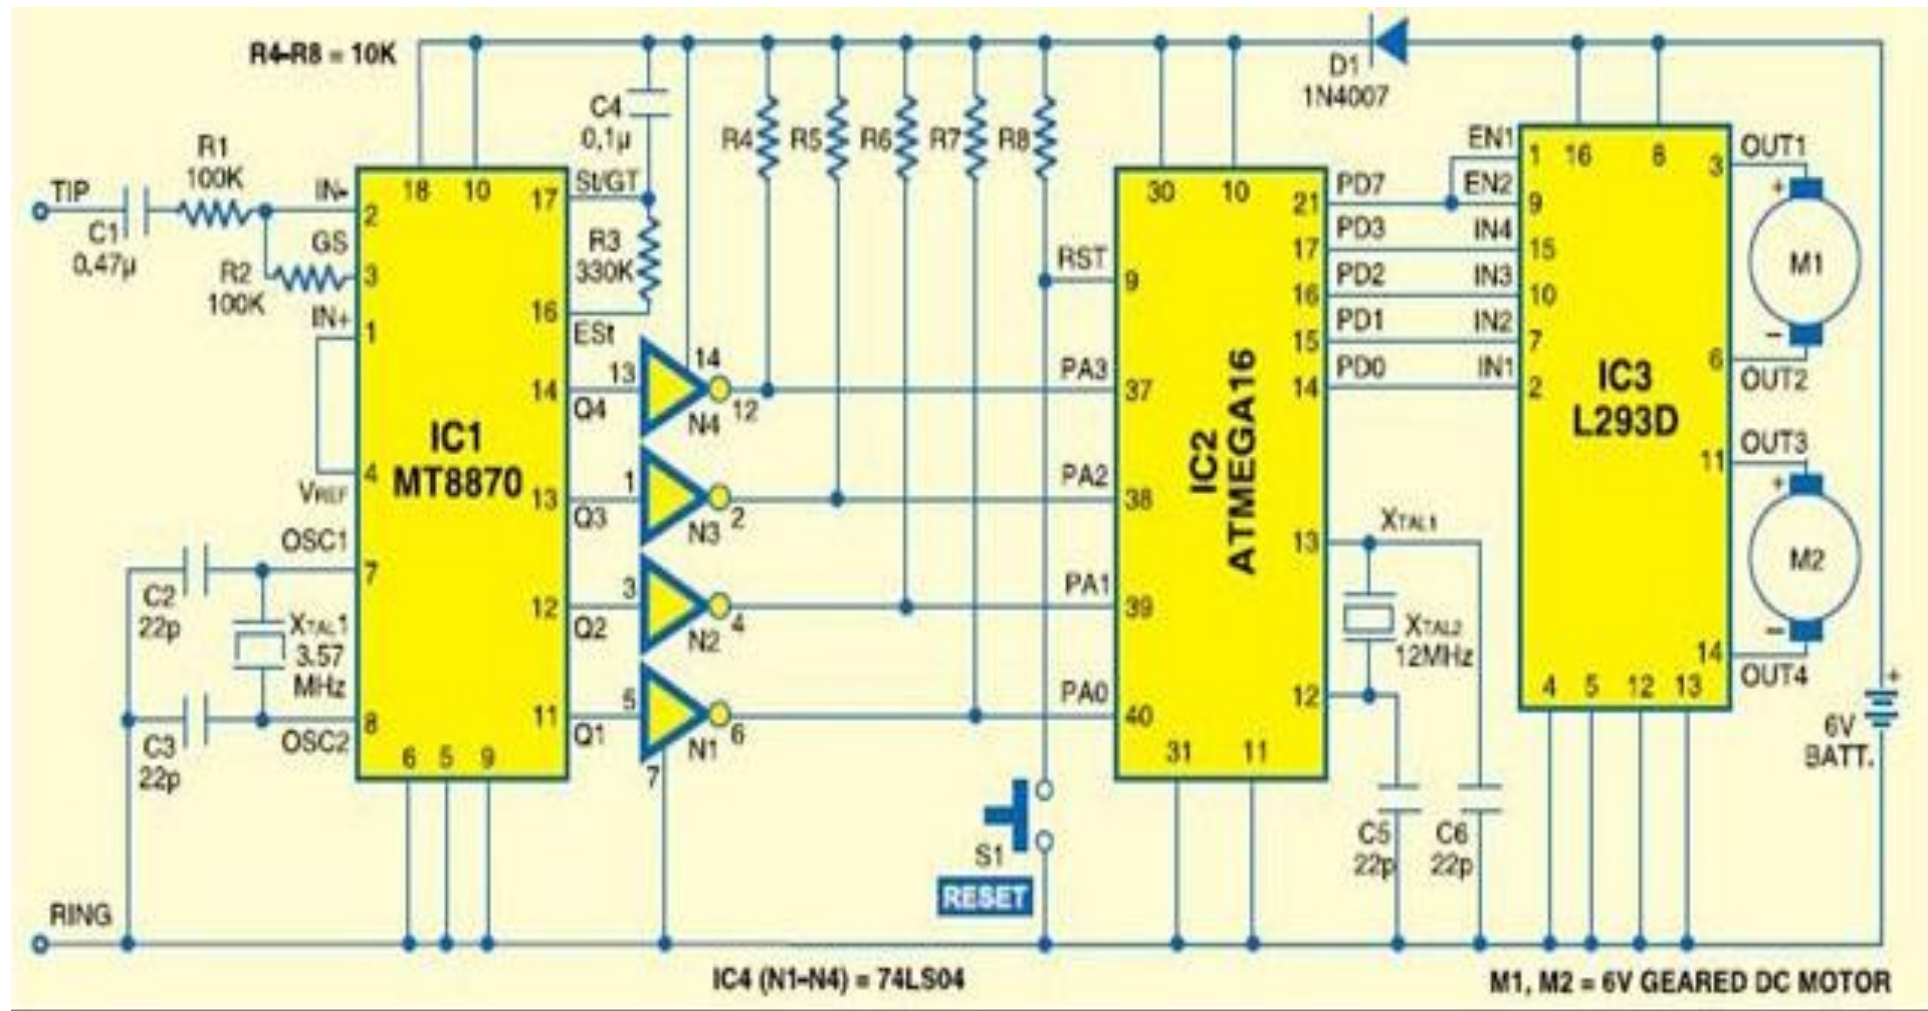 R4-R8 = 10K
D1
1N4007
C4
0,1µ
R4
R5
R6
R7
R8
R1
100K
TIP
C1
0.47µ
IN-
2
GS
3
R2
100K
IN+
1
4
VREF
OSC1
7
C2
22p
XTAL1
3.57
MHz
C3
22p
OSC2
8
18
10
17
St/GT
R3
330K
16
ESt
14
Q4
13
Q3
12
Q2
11
Q1
6
5
9
IC1
MT8870
13
14
12
N4
1
2
N3
3
4
N2
5
6
N1
7
RST
9
PA3
37
PA2
38
PA1
39
PA0
40
30
10
31
11
IC2
ATMEGA16
21
PD7
17
PD3
16
PD2
15
PD1
14
PD0
13
XTAL1
XTAL2
12MHz
12
C5
22p
C6
22p
S1
RESET
EN1
1
EN2
9
IN4
15
IN3
10
IN2
7
IN1
2
16
8
IC3
L293D
3
OUT1
+
M1
–
6
OUT2
11
OUT3
+
M2
–
14
OUT4
4
5
12
13
+
6V
BATT.
RING
IC4 (N1-N4) = 74LS04
M1, M2 = 6V GEARED DC MOTOR